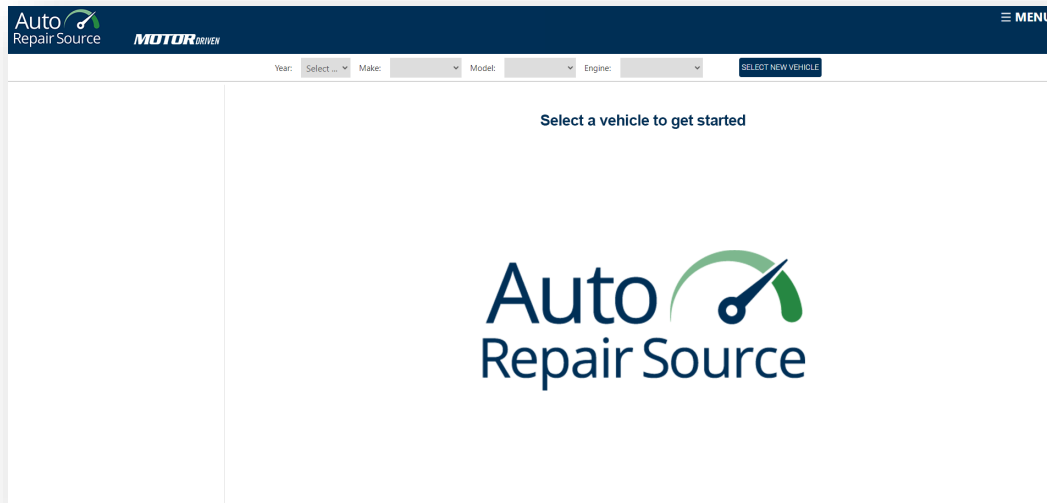 Auto
Repair Source
MOTOR DRIVEN
☰ MENU
Year: Select ... Make: Model: Engine: SELECT NEW VEHICLE
Select a vehicle to get started
Auto
Repair Source